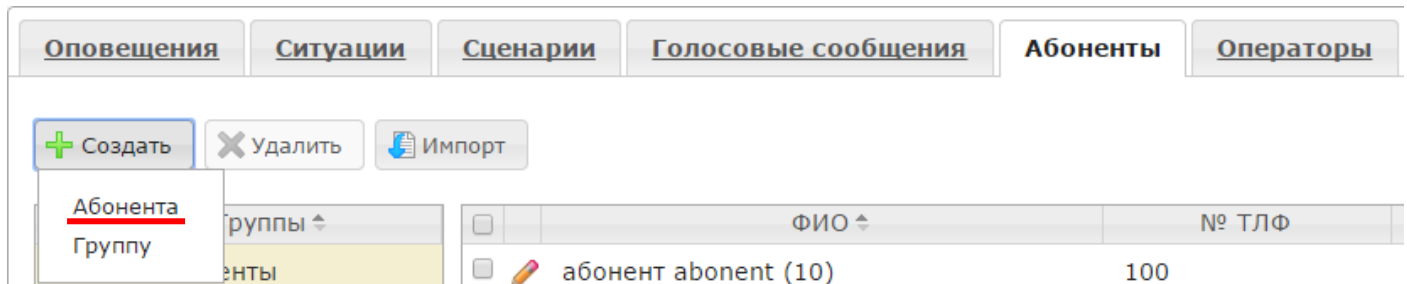 Оповещения Ситуации Сценарии Голосовые сообщения Абоненты Операторы
Создать Удалить Импорт
Абонента
Группу
Группы ФИО № ТЛФ
абонент abonent (10) 100